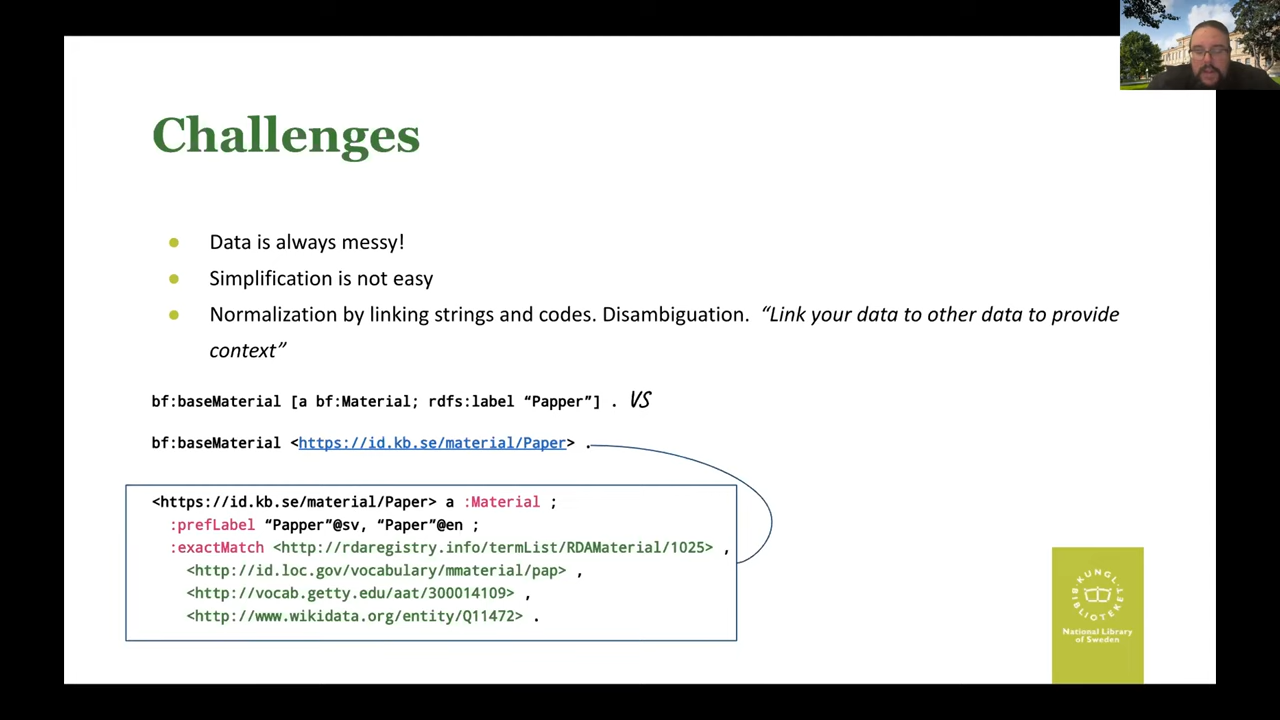 Challenges
● Data is always messy!
● Simplification is not easy
● Normalization by linking strings and codes. Disambiguation. “Link your data to other data to provide
context”
bf:baseMaterial [a bf:Material; rdfs:label “Papper”] . VS
bf:baseMaterial <https://id.kb.se/material/Paper> .
<https://id.kb.se/material/Paper> a :Material ;
:prefLabel “Papper”@sv, “Paper”@en ;
:exactMatch <http://rdaregistry.info/termList/RDAMaterial/1025> ,
<http://id.loc.gov/vocabulary/mmaterial/pap> ,
<http://vocab.getty.edu/aat/300014109> ,
<http://www.wikidata.org/entity/Q11472> .
KUNGL
BIBLIOTEKET
National Library
of Sweden